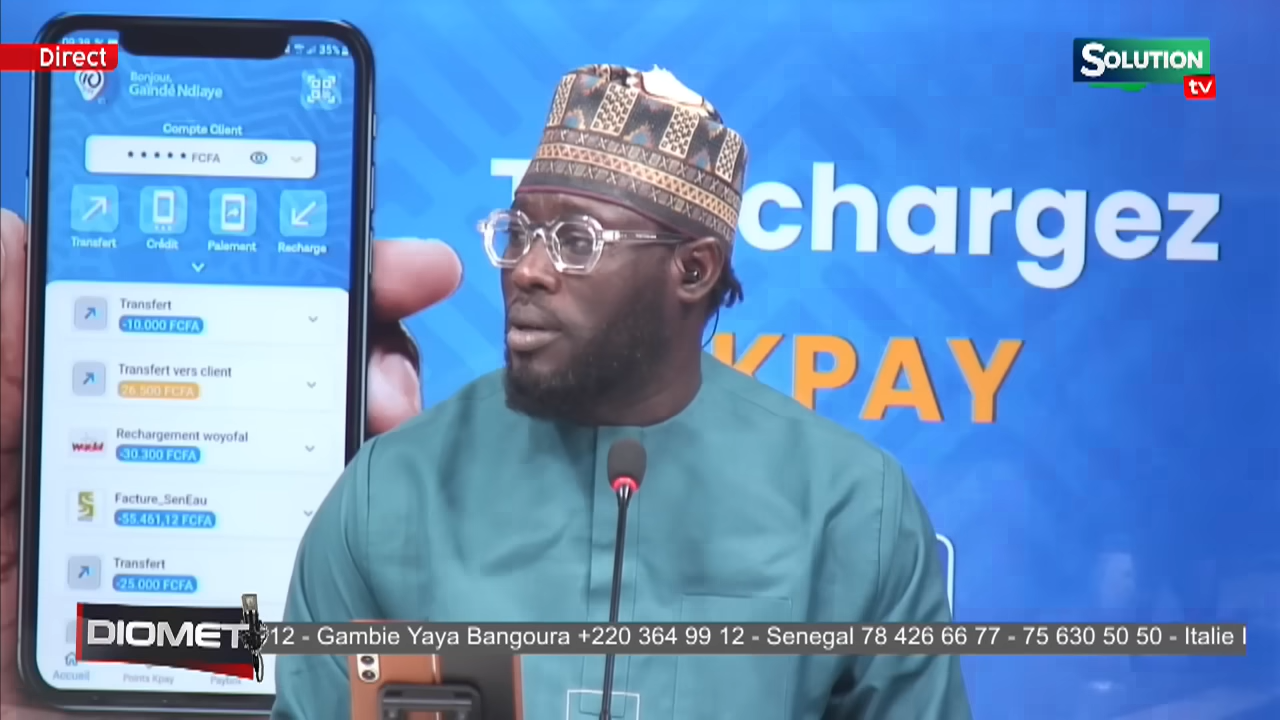 Direct
SOLUTION
tv
35%
Bonjour,
Gaïndé Ndiaye
Compte Client
FCFA
Transfert
Crédit
Paiement
Recharge
Transfert
-10.000 FCFA
Transfert vers client
26.500 FCFA
Rechargement woyofal
-30.300 FCFA
Facture_SenEau
-55.461,12 FCFA
Transfert
-25.000 FCFA
Accueil
Points Kpay
chargez
KPAY
DIOMET
12 - Gambie Yaya Bangoura +220 364 99 12 - Senegal 78 426 66 77 - 75 630 50 50 - Italie